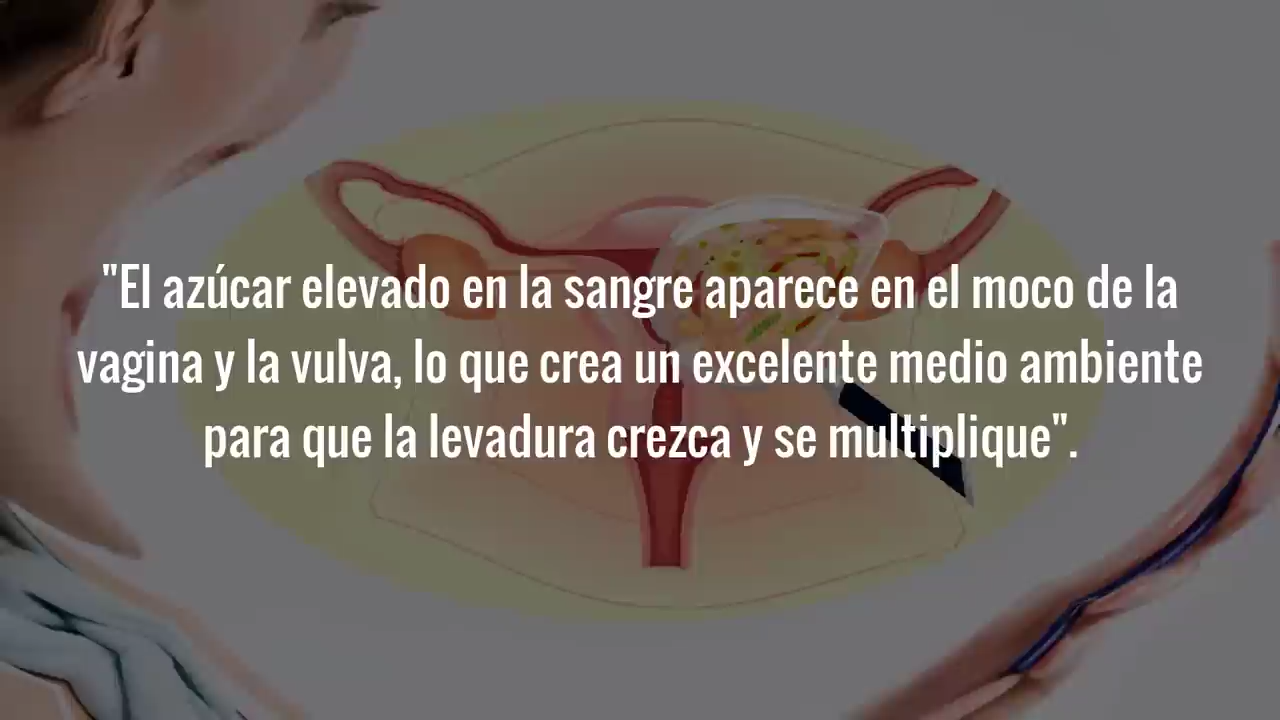 "El azúcar elevado en la sangre aparece en el moco de la
vagina y la vulva, lo que crea un excelente medio ambiente
para que la levadura crezca y se multiplique".